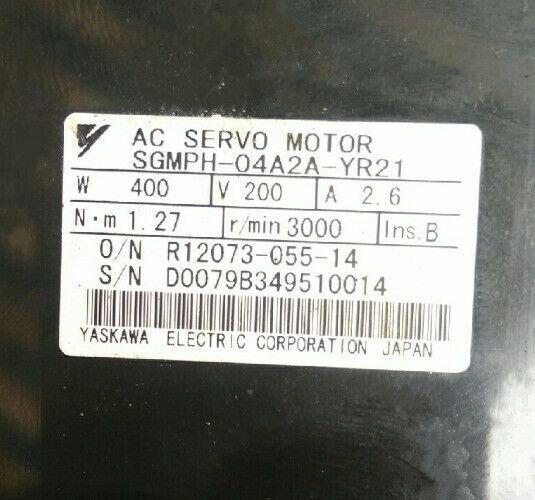 AC SERVO MOTOR
SGMPH-04A2A-YR21
W 400 V 200 A 2.6
N·m 1.27 r/min 3000 Ins.B
O/N R12073-055-14
S/N D0079B349510014
YASKAWA ELECTRIC CORPORATION JAPAN